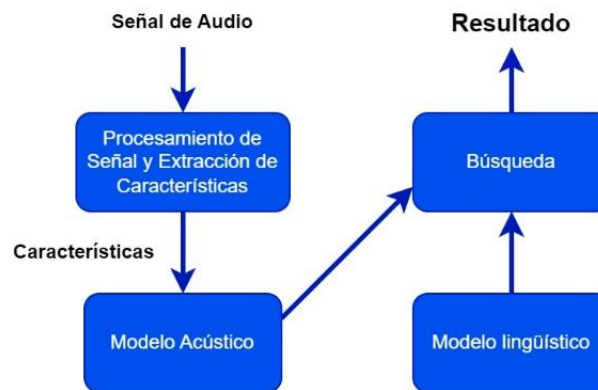 Señal de Audio
Resultado
Procesamiento de
Señal y Extracción de
Características
Búsqueda
Características
Modelo Acústico
Modelo lingüístico